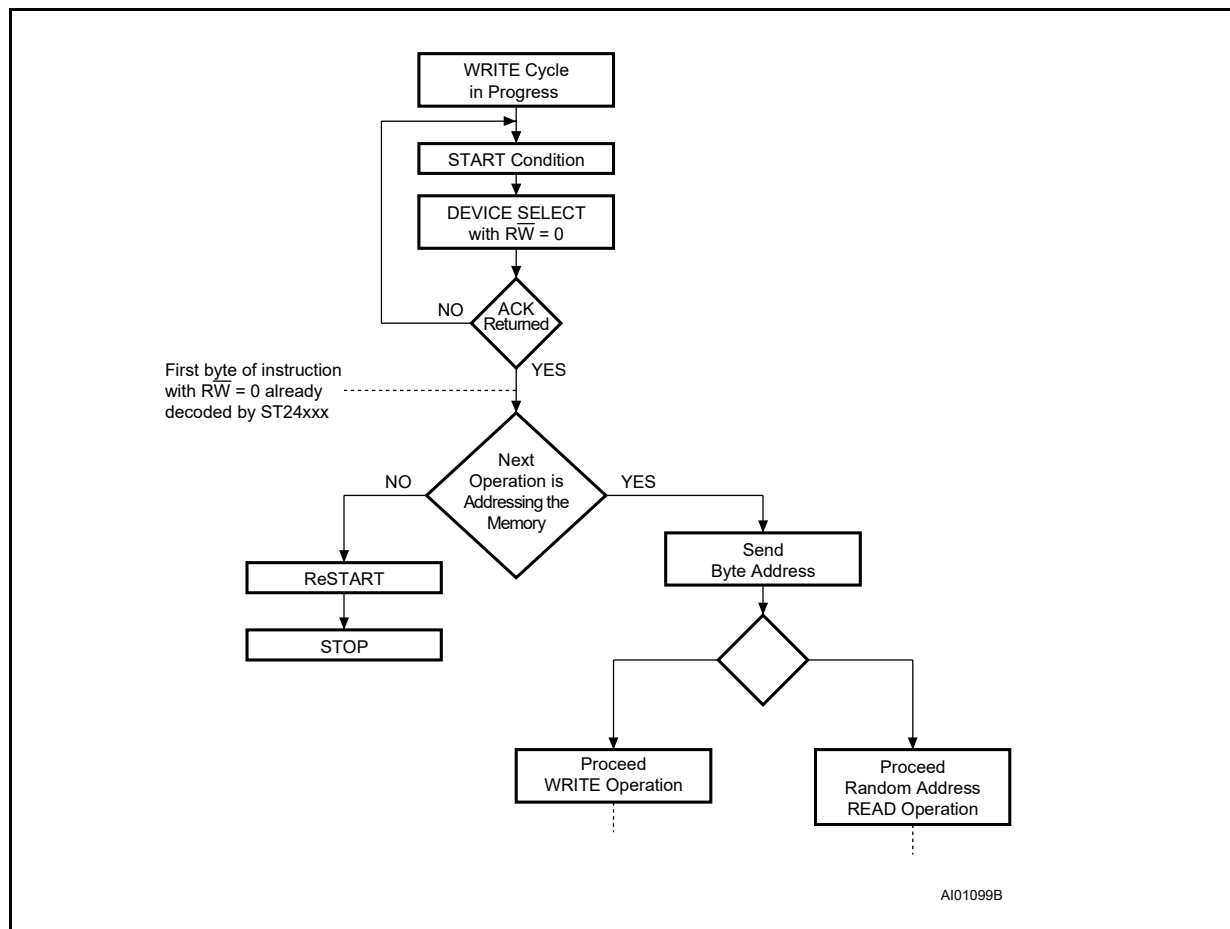 WRITE Cycle
in Progress
START Condition
DEVICE SELECT
with RW̅ = 0
NO
ACK
Returned
YES
First byte of instruction
with RW̅ = 0 already
decoded by ST24xxx
NO
Next
Operation is
Addressing the
Memory
YES
Send
Byte Address
ReSTART
STOP
Proceed
WRITE Operation
Proceed
Random Address
READ Operation
AI01099B